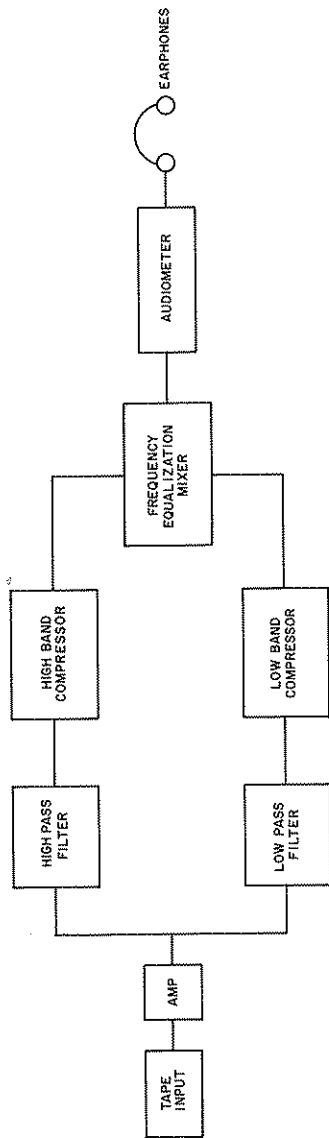 TAPE
INPUT
AMP
HIGH PASS
FILTER
HIGH BAND
COMPRESSOR
LOW PASS
FILTER
LOW BAND
COMPRESSOR
FREQUENCY
EQUALIZATION
MIXER
AUDIOMETER
EARPHONES